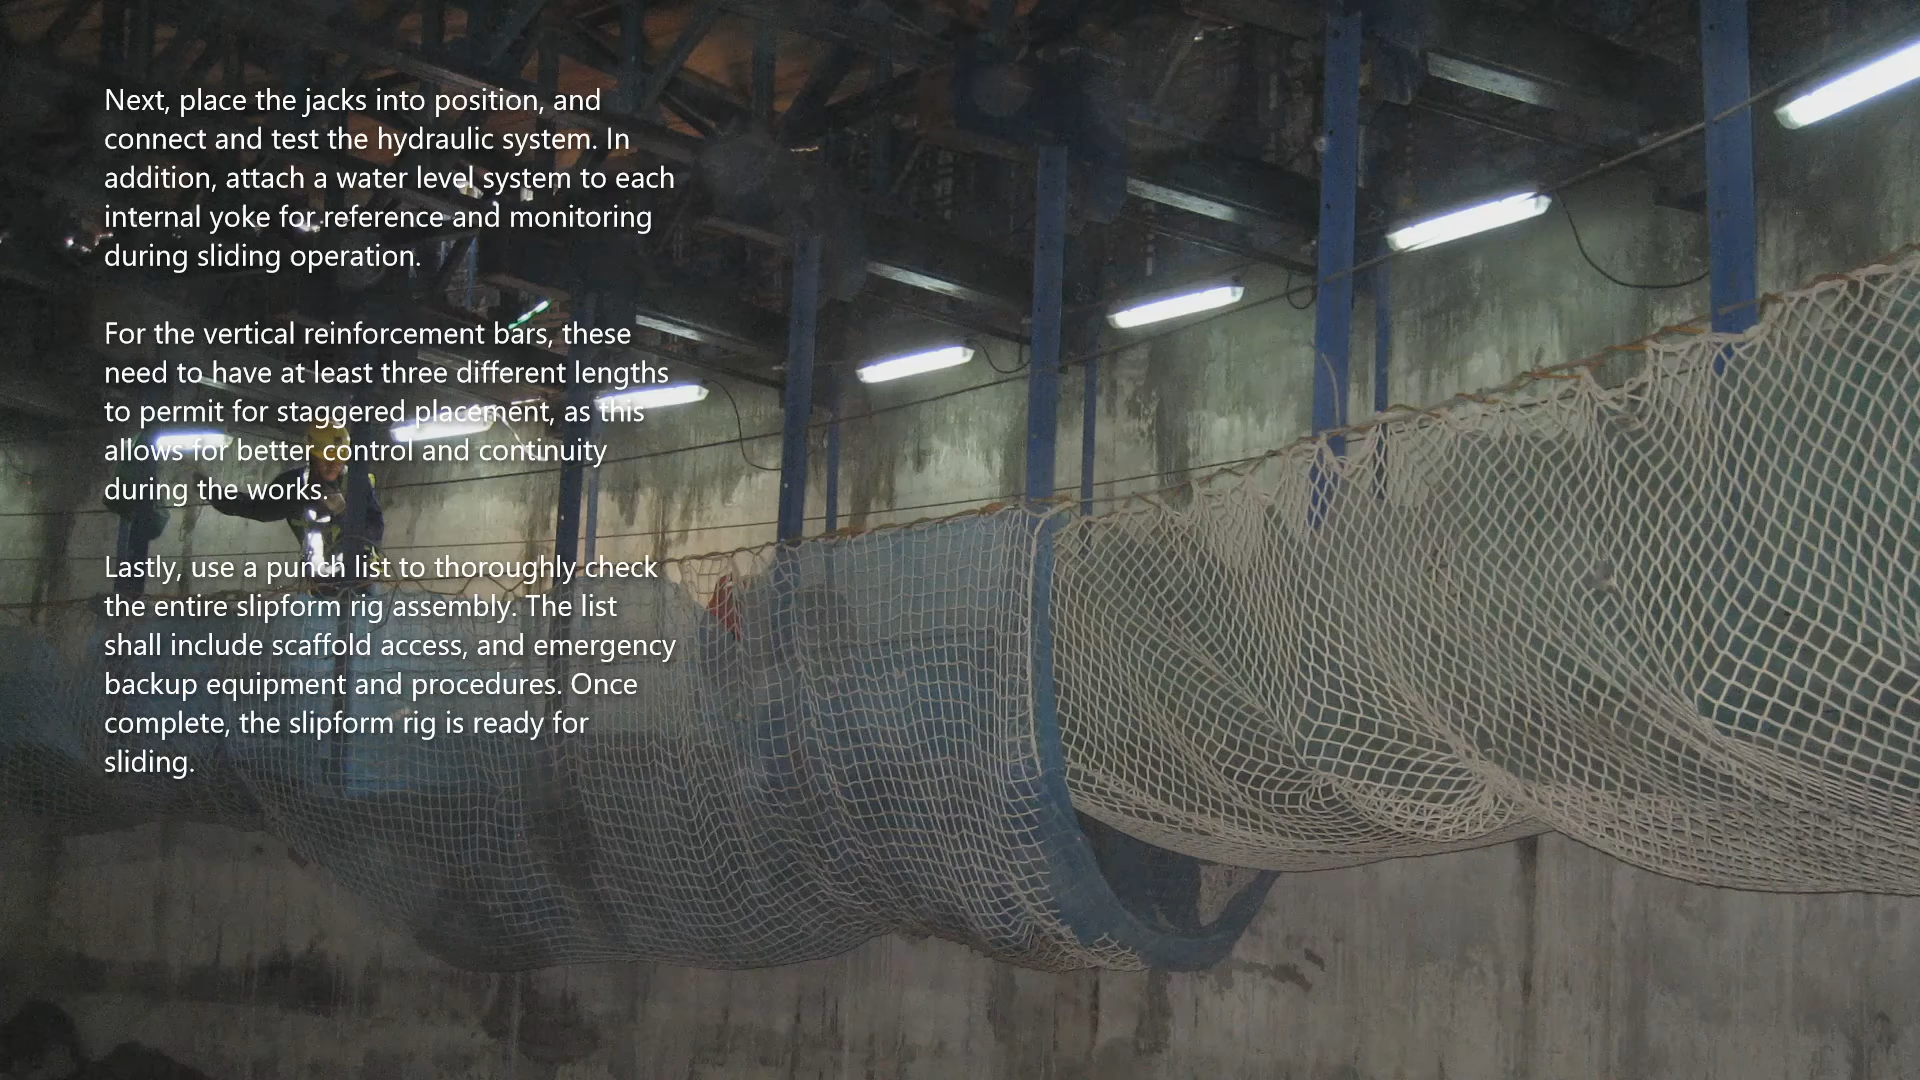 Next, place the jacks into position, and
connect and test the hydraulic system. In
addition, attach a water level system to each
internal yoke for reference and monitoring
during sliding operation.
For the vertical reinforcement bars, these
need to have at least three different lengths
to permit for staggered placement, as this
allows for better control and continuity
during the works.
Lastly, use a punch list to thoroughly check
the entire slipform rig assembly. The list
shall include scaffold access, and emergency
backup equipment and procedures. Once
complete, the slipform rig is ready for
sliding.